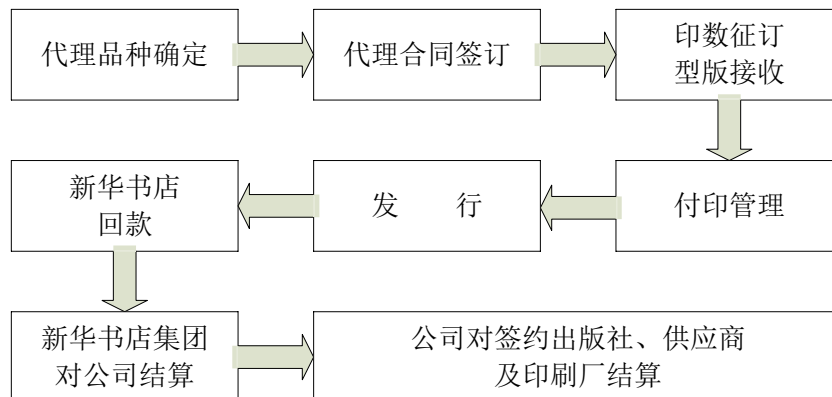 代理品种确定
代理合同签订
印数征订
型版接收
付印管理
发 行
新华书店
回款
新华书店集团
对公司结算
公司对签约出版社、供应商
及印刷厂结算